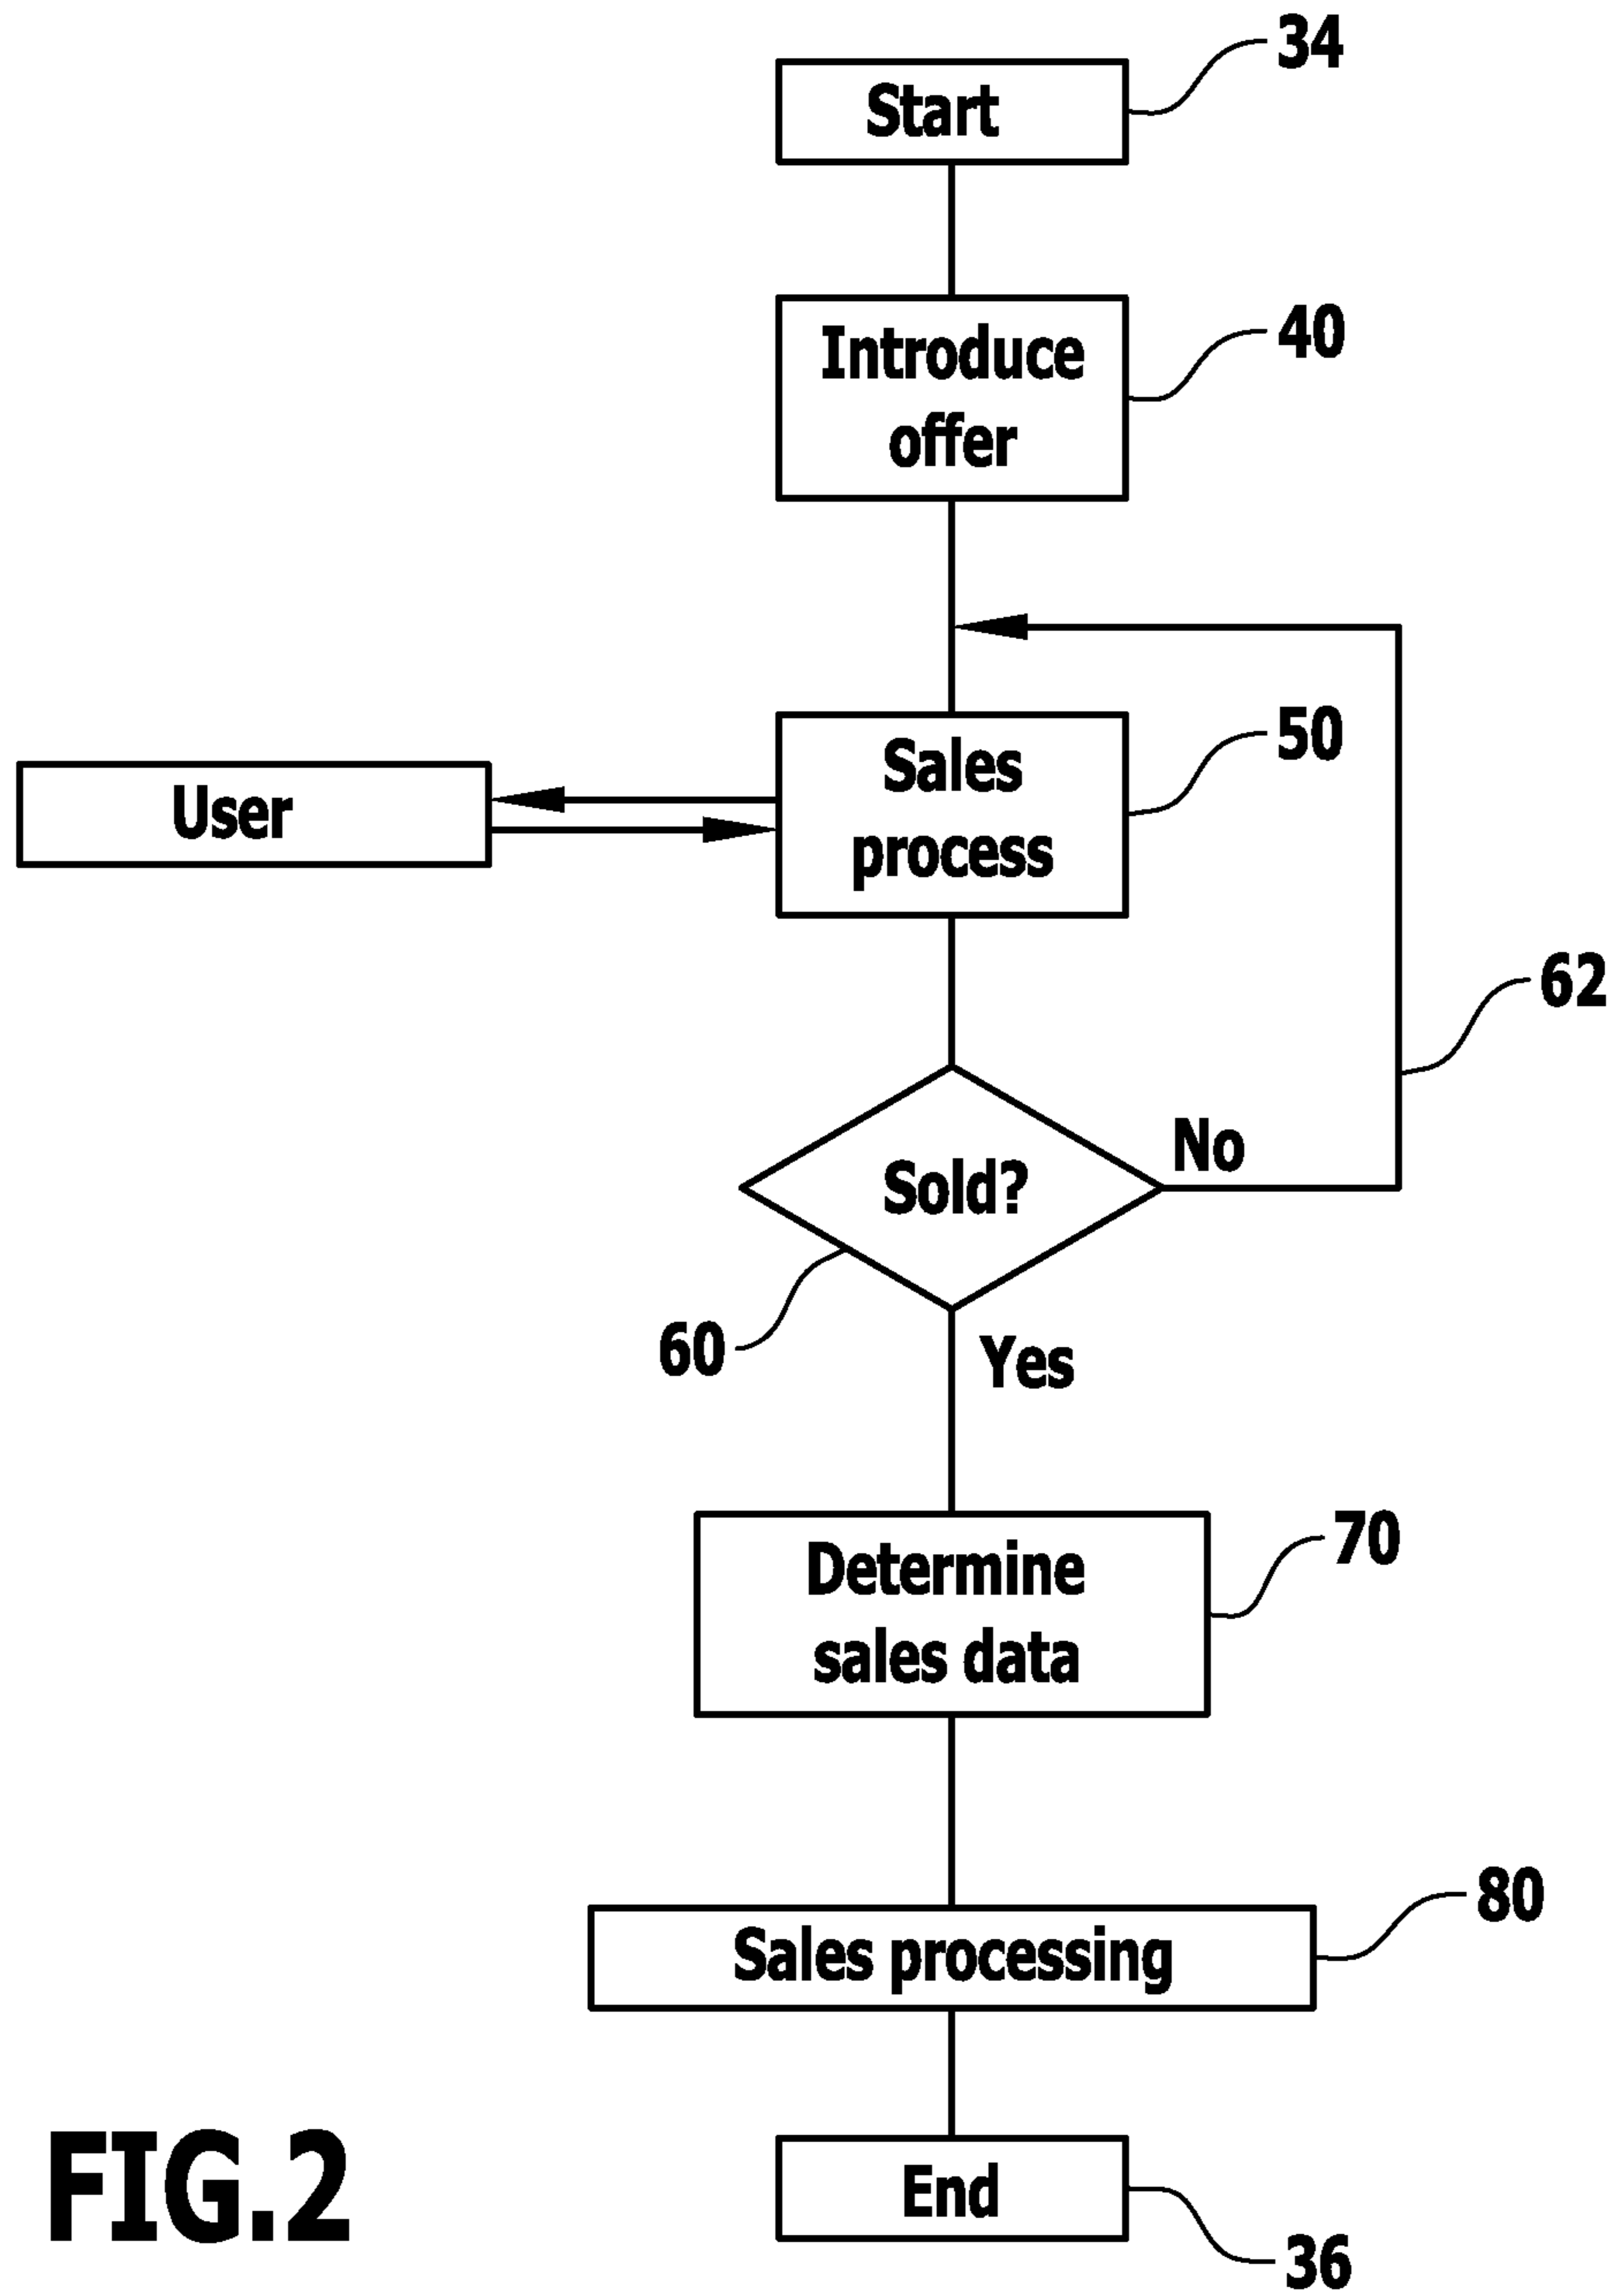 34
Start
40
Introduce
offer
50
Sales
process
User
62
No
Sold?
60
Yes
70
Determine
sales data
80
Sales processing
End
36
FIG.2